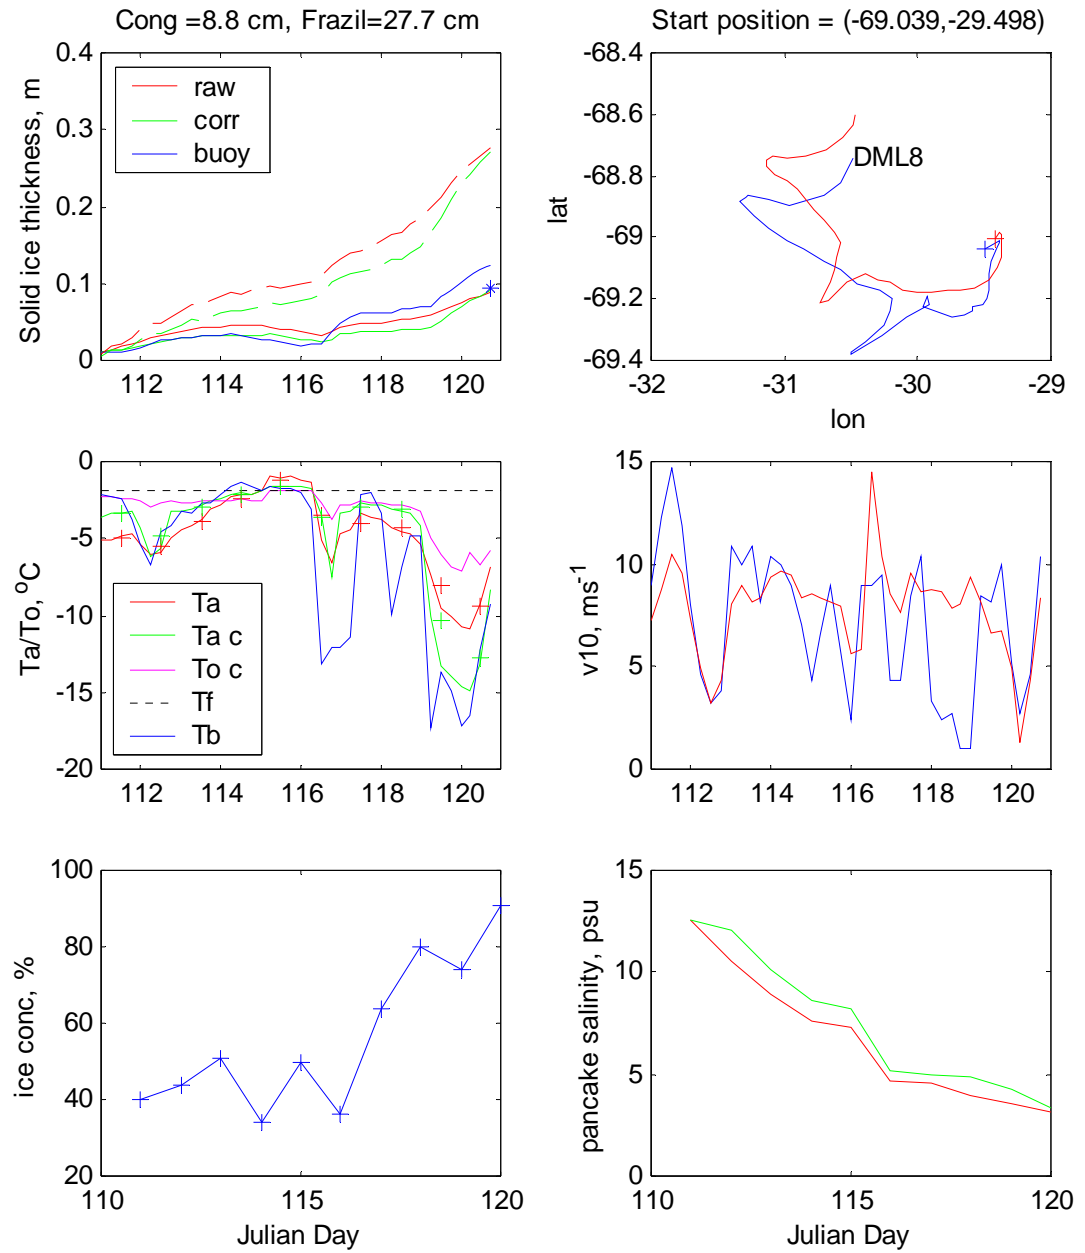 Cong =8.8 cm, Frazil=27.7 cm
Solid ice thickness, m
0.4
0.3
0.2
0.1
0
raw
corr
buoy
112
114
116
118
120
Start position = (-69.039,-29.498)
lat
-68.4
-68.6
-68.8
-69
-69.2
-69.4
DML8
-32
-31
-30
-29
lon
Ta/To, °C
0
-5
-10
-15
-20
Ta
Ta c
To c
Tf
Tb
112
114
116
118
120
v10, ms-1
15
10
5
0
112
114
116
118
120
ice conc, %
100
80
60
40
20
110
115
120
Julian Day
pancake salinity, psu
15
10
5
0
110
115
120
Julian Day